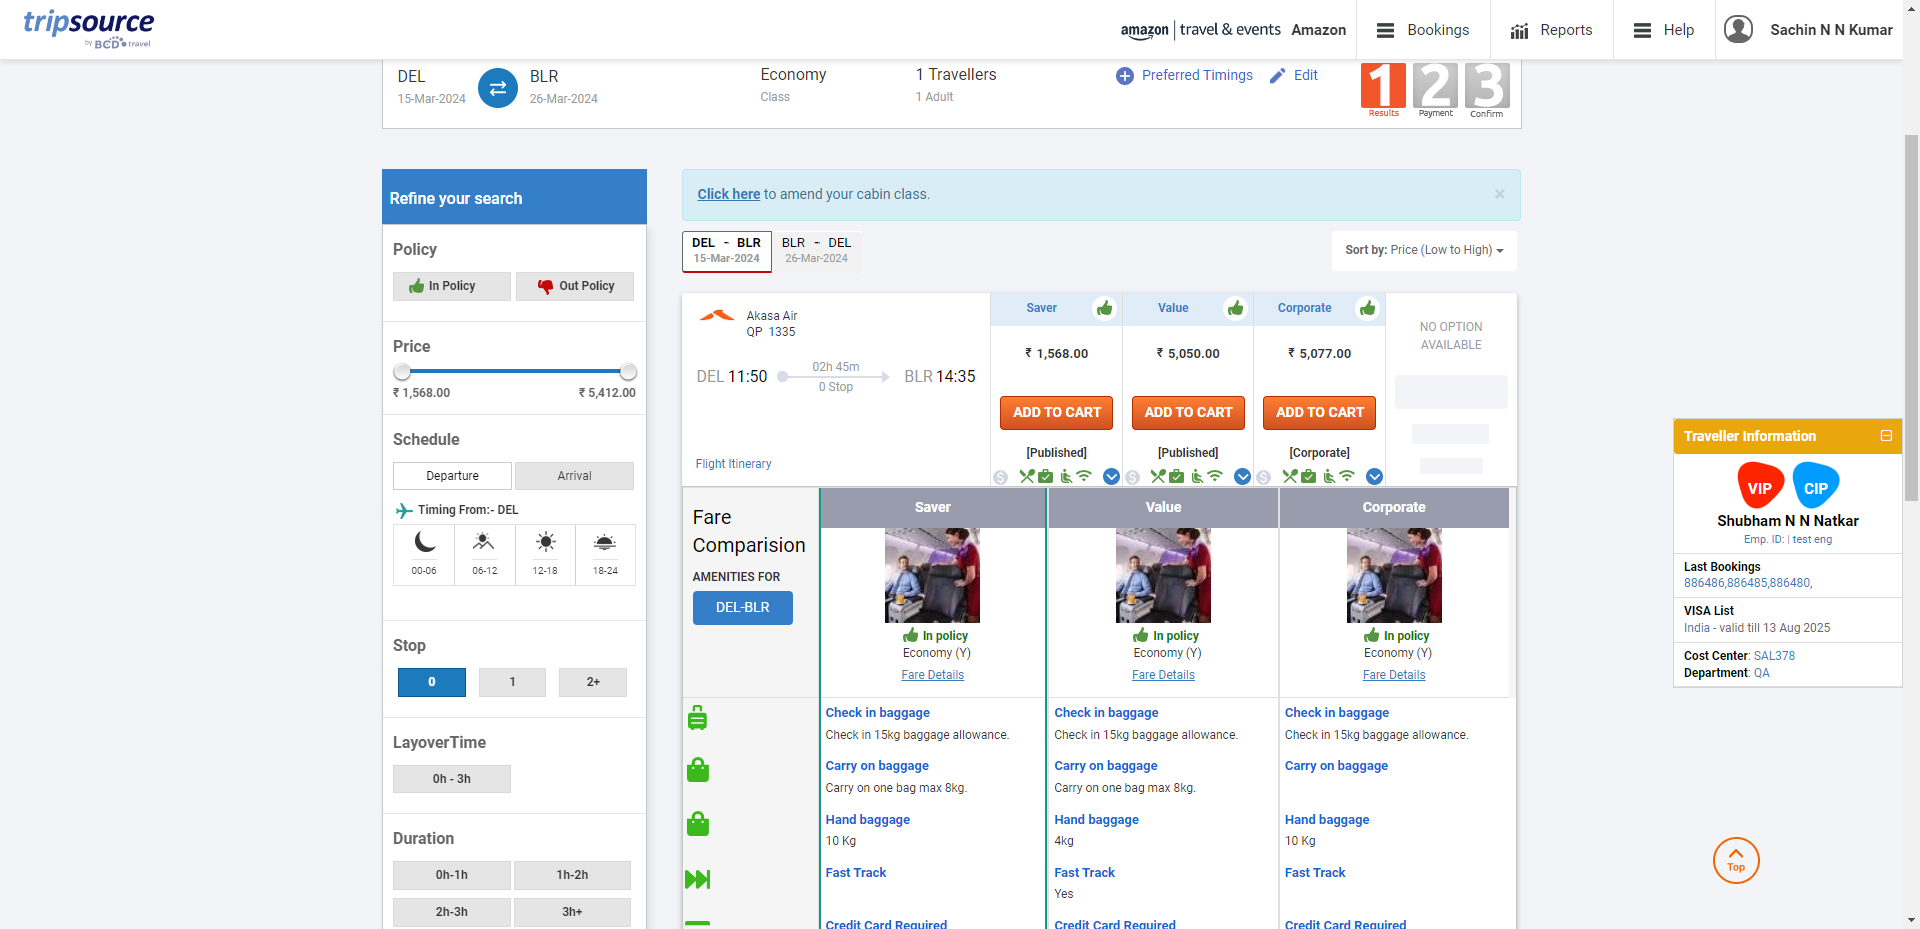 tripsource
by BCD travel
amazon | travel & events Amazon
Bookings
Reports
Help
Sachin N N Kumar
DEL
15-Mar-2024
BLR
26-Mar-2024
Economy
Class
1 Travellers
1 Adult
Preferred Timings
Edit
1 2 3
Results Payment Confirm
Refine your search
Policy
In Policy
Out Policy
Price
₹ 1,568.00
₹ 5,412.00
Schedule
Departure
Arrival
Timing From:- DEL
00-06
06-12
12-18
18-24
Stop
0
1
2+
LayoverTime
0h - 3h
Duration
0h-1h
1h-2h
2h-3h
3h+
Click here to amend your cabin class.
×
DEL - BLR
15-Mar-2024
BLR - DEL
26-Mar-2024
Sort by: Price (Low to High)
Akasa Air
QP 1335
DEL 11:50
02h 45m
0 Stop
BLR 14:35
Flight Itinerary
Saver
₹ 1,568.00
ADD TO CART
[Published]
Value
₹ 5,050.00
ADD TO CART
[Published]
Corporate
₹ 5,077.00
ADD TO CART
[Corporate]
NO OPTION
AVAILABLE
Fare
Comparision
AMENITIES FOR
DEL-BLR
Saver
In policy
Economy (Y)
Fare Details
Value
In policy
Economy (Y)
Fare Details
Corporate
In policy
Economy (Y)
Fare Details
Check in baggage
Check in 15kg baggage allowance.
Check in baggage
Check in 15kg baggage allowance.
Check in baggage
Check in 15kg baggage allowance.
Carry on baggage
Carry on one bag max 8kg.
Carry on baggage
Carry on one bag max 8kg.
Carry on baggage
Hand baggage
10 Kg
Hand baggage
4kg
Hand baggage
10 Kg
Fast Track
Fast Track
Yes
Fast Track
Credit Card Required
Credit Card Required
Credit Card Required
Traveller Information
VIP
CIP
Shubham N N Natkar
Emp. ID: | test eng
Last Bookings
886486,886485,886480,
VISA List
India - valid till 13 Aug 2025
Cost Center: SAL378
Department: QA
Top